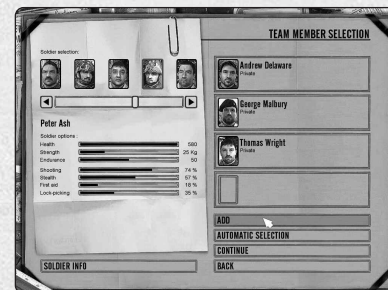 TEAM MEMBER SELECTION
Soldier selection:
Peter Ash
Soldier options :
Health 580
Strength 25 Kg
Endurance 50
Shooting 74 %
Stealth 57 %
First aid 18 %
Lock-picking 35 %
SOLDIER INFO
Andrew Delaware
Private
George Malbury
Private
Thomas Wright
Private
ADD
AUTOMATIC SELECTION
CONTINUE
BACK